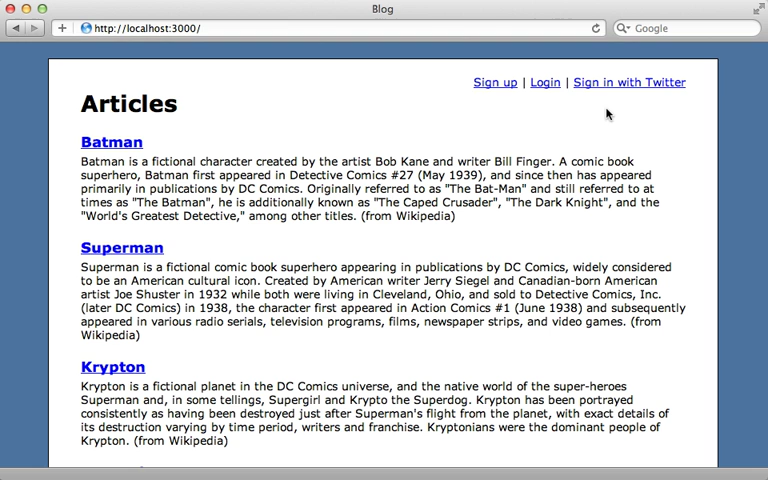 Blog
http://localhost:3000/
Google
Sign up | Login | Sign in with Twitter
Articles
Batman
Batman is a fictional character created by the artist Bob Kane and writer Bill Finger. A comic book
superhero, Batman first appeared in Detective Comics #27 (May 1939), and since then has appeared
primarily in publications by DC Comics. Originally referred to as "The Bat-Man" and still referred to at
times as "The Batman", he is additionally known as "The Caped Crusader", "The Dark Knight", and the
"World's Greatest Detective," among other titles. (from Wikipedia)
Superman
Superman is a fictional comic book superhero appearing in publications by DC Comics, widely considered
to be an American cultural icon. Created by American writer Jerry Siegel and Canadian-born American
artist Joe Shuster in 1932 while both were living in Cleveland, Ohio, and sold to Detective Comics, Inc.
(later DC Comics) in 1938, the character first appeared in Action Comics #1 (June 1938) and subsequently
appeared in various radio serials, television programs, films, newspaper strips, and video games. (from
Wikipedia)
Krypton
Krypton is a fictional planet in the DC Comics universe, and the native world of the super-heroes
Superman and, in some tellings, Supergirl and Krypto the Superdog. Krypton has been portrayed
consistently as having been destroyed just after Superman's flight from the planet, with exact details of
its destruction varying by time period, writers and franchise. Kryptonians were the dominant people of
Krypton. (from Wikipedia)